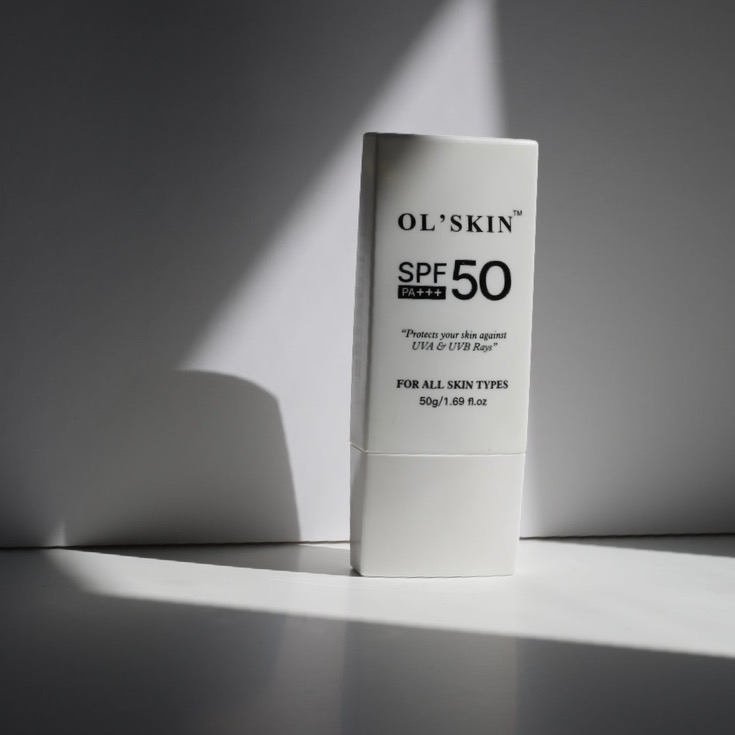 OL’SKIN™
SPF 50
PA+++
“Protects your skin against
UVA & UVB Rays”
FOR ALL SKIN TYPES
50g/1.69 fl.oz